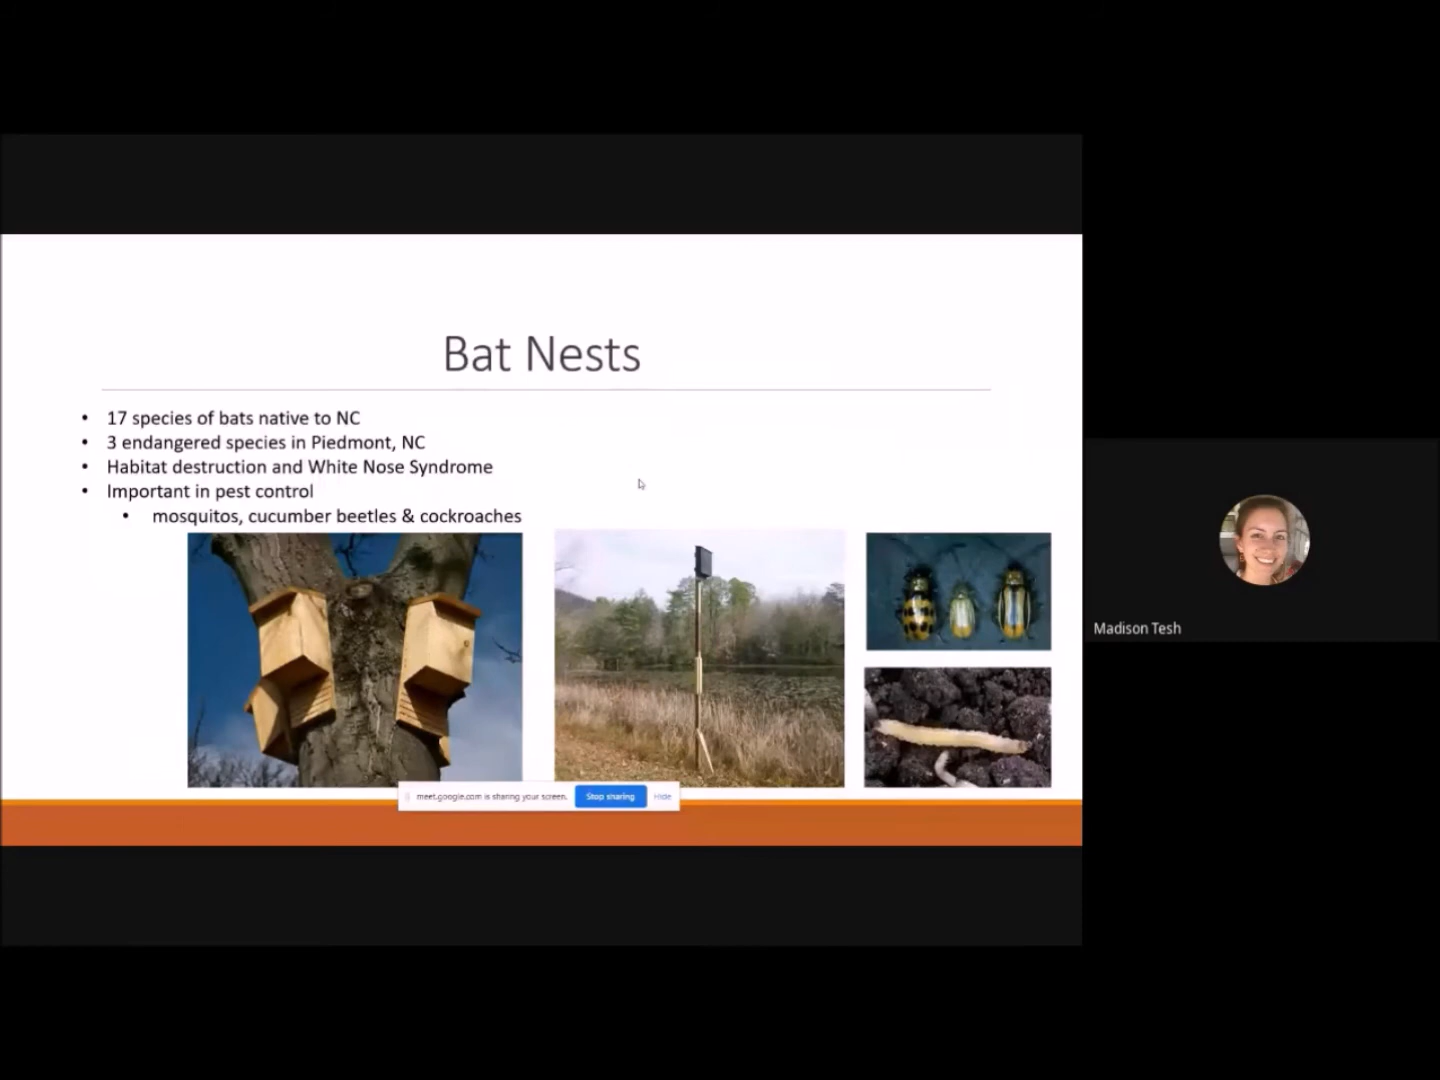 Bat Nests
• 17 species of bats native to NC
• 3 endangered species in Piedmont, NC
• Habitat destruction and White Nose Syndrome
• Important in pest control
• mosquitos, cucumber beetles & cockroaches
meet.google.com is sharing your screen.
Stop sharing
Hide
Madison Tesh